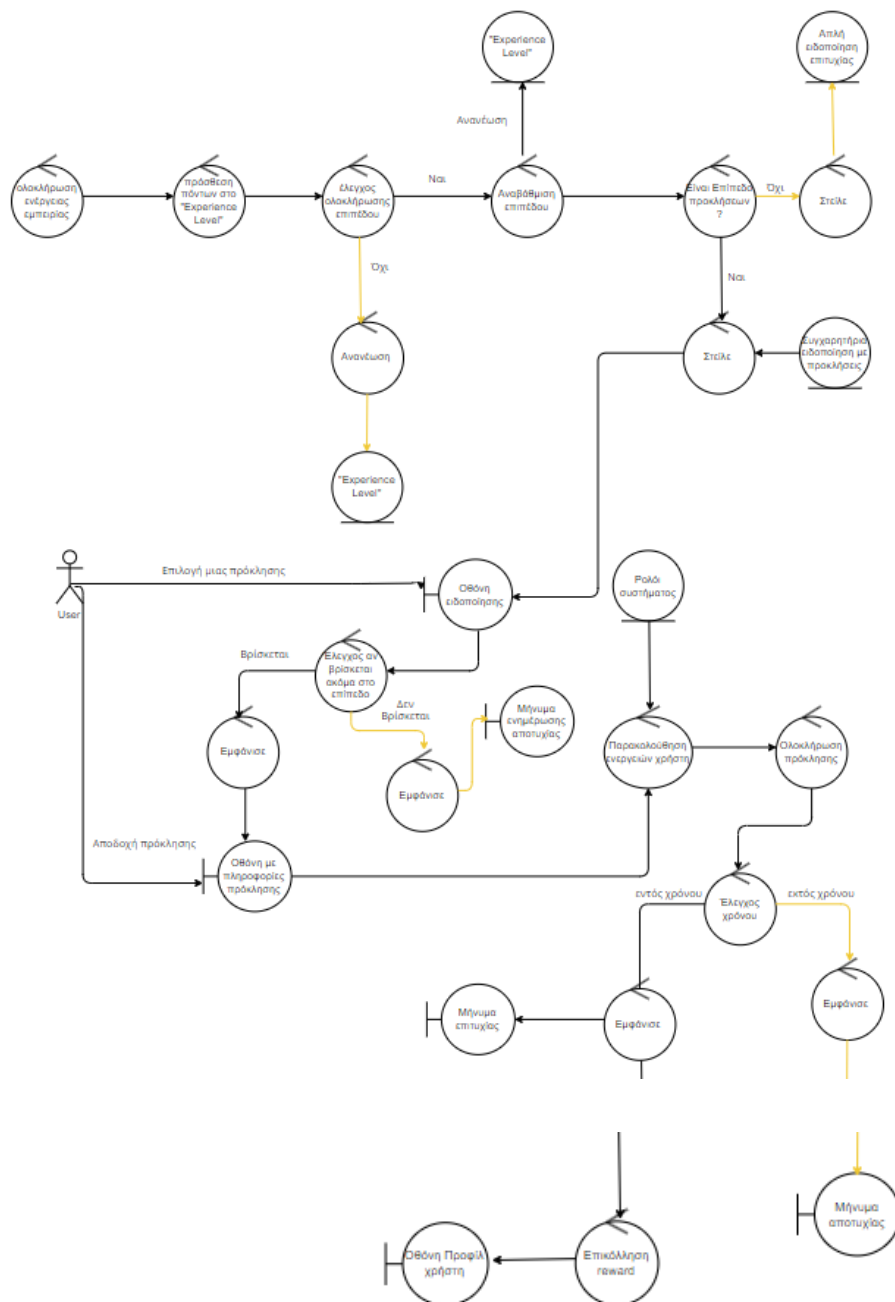 "Experience
Level"
Απλή
ειδοποίηση
επιτυχίας
Ανανέωση
ολοκλήρωση
ενέργειας
εμπειρίας
πρόσθεση
πόντων στο
"Experience
Level"
έλεγχος
ολοκλήρωσης
επιπέδου
Ναι
Αναβάθμιση
επιπέδου
Είναι Επίπεδο
προκλήσεων
?
Όχι
Στείλε
Όχι
Ναι
Ανανέωση
Στείλε
Συγχαρητήρια
ειδοποίηση με
προκλήσεις
"Experience
Level"
User
Επιλογή μιας πρόκλησης
Οθόνη
ειδοποίησης
Ρολόι
συστήματος
Βρίσκεται
Έλεγχος αν
βρίσκεται
ακόμα στο
επίπεδο
Δεν
Βρίσκεται
Μήνυμα
ενημέρωσης
αποτυχίας
Εμφάνισε
Εμφάνισε
Παρακολούθηση
ενεργειών χρήστη
Ολοκλήρωση
πρόκλησης
Αποδοχή πρόκλησης
Οθόνη με
πληροφορίες
πρόκλησης
εντός χρόνου
Έλεγχος
χρόνου
εκτός χρόνου
Μήνυμα
επιτυχίας
Εμφάνισε
Εμφάνισε
Οθόνη Προφίλ
χρήστη
Επικόλληση
reward
Μήνυμα
αποτυχίας